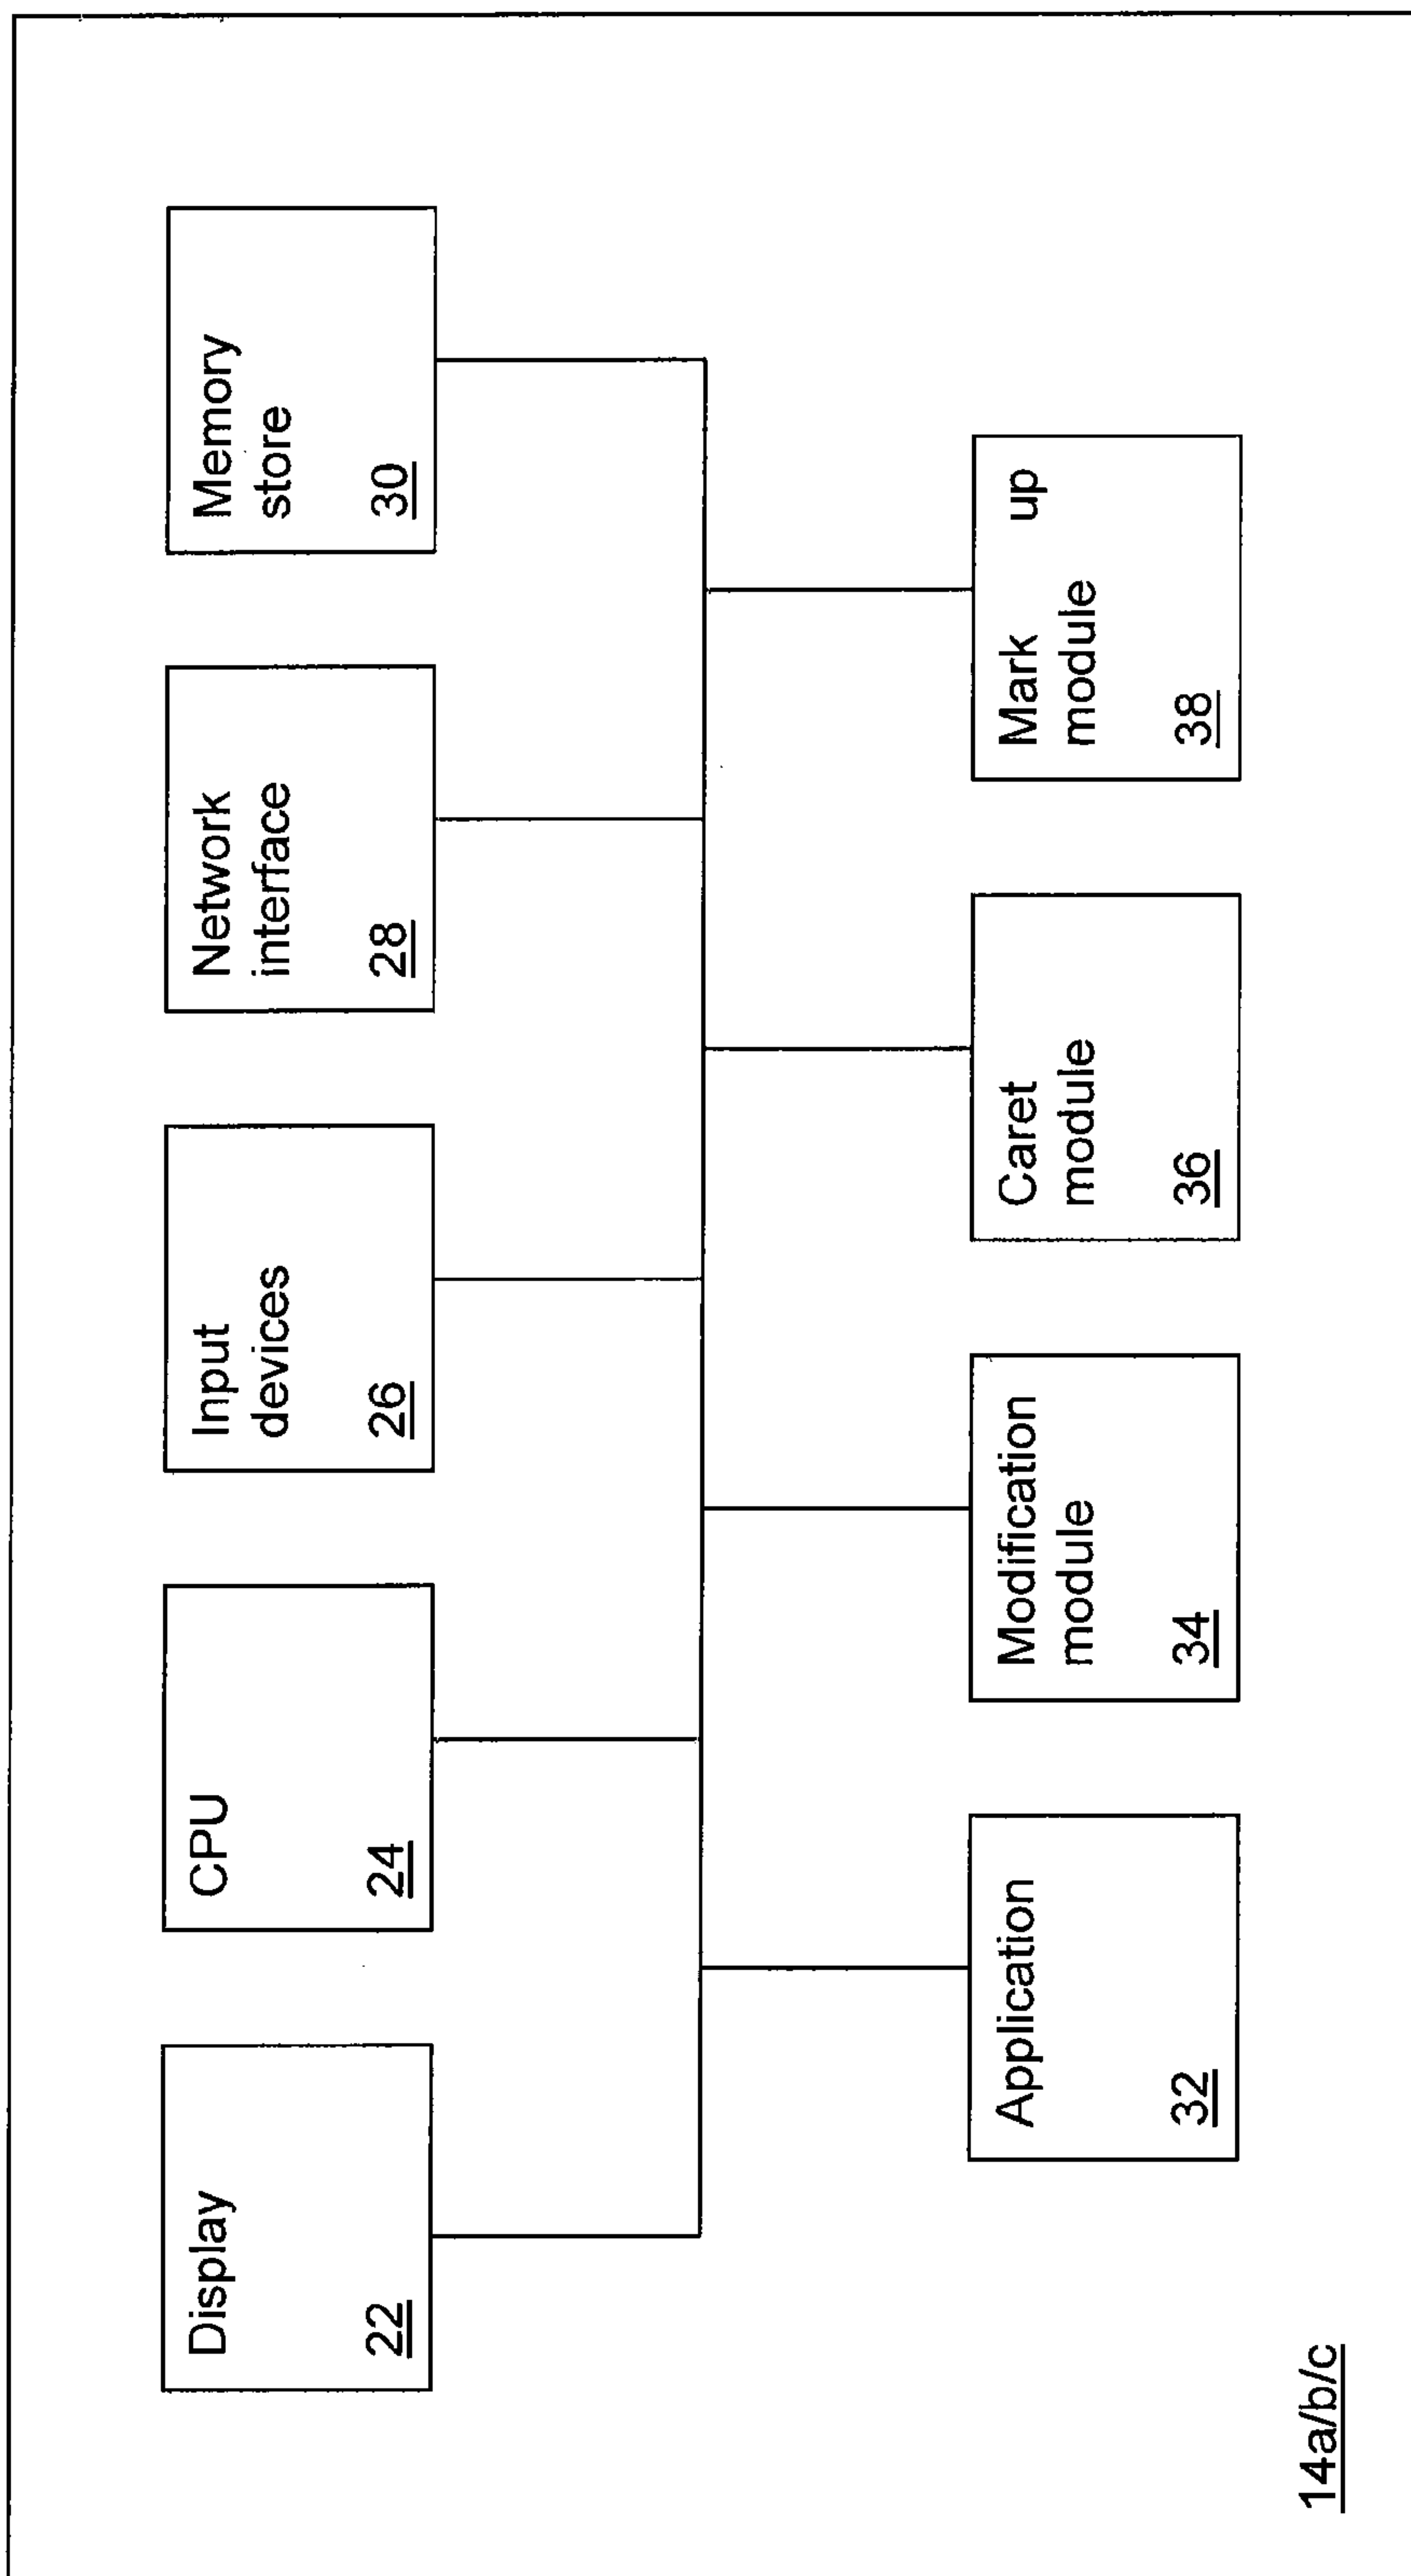 Display
22
CPU
24
Input
devices
26
Network
interface
28
Memory
store
30
Application
32
Modification
module
34
Caret
module
36
Mark up
module
38
14a/b/c